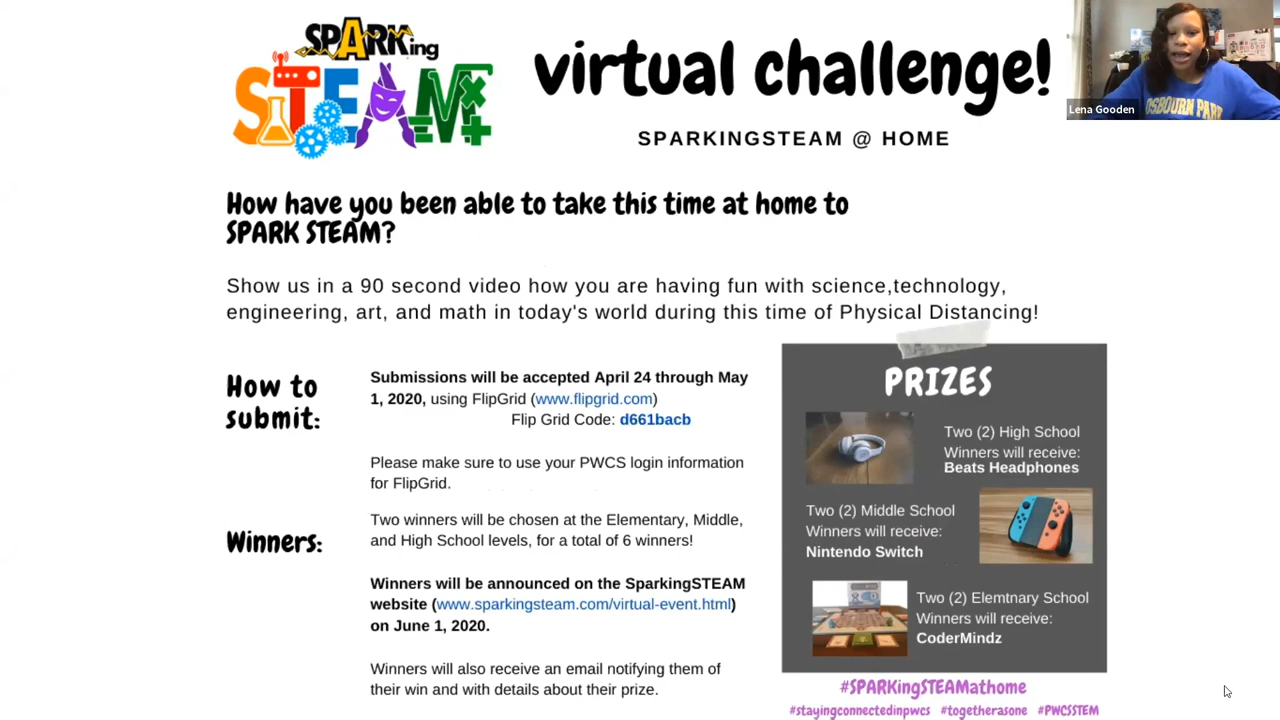 SPARKing
STEAM
virtual challenge!
SPARKINGSTEAM @ HOME
Lena Gooden
OSBOURN PARK
How have you been able to take this time at home to
SPARK STEAM?
Show us in a 90 second video how you are having fun with science,technology,
engineering, art, and math in today's world during this time of Physical Distancing!
How to
submit:
Submissions will be accepted April 24 through May
1, 2020, using FlipGrid (www.flipgrid.com)
Flip Grid Code: d661bacb
Please make sure to use your PWCS login information
for FlipGrid.
Winners:
Two winners will be chosen at the Elementary, Middle,
and High School levels, for a total of 6 winners!
Winners will be announced on the SparkingSTEAM
website (www.sparkingsteam.com/virtual-event.html)
on June 1, 2020.
Winners will also receive an email notifying them of
their win and with details about their prize.
PRIZES
Two (2) High School
Winners will receive:
Beats Headphones
Two (2) Middle School
Winners will receive:
Nintendo Switch
Two (2) Elemtnary School
Winners will receive:
CoderMindz
#SPARKingSTEAMathome
#stayingconnectedinpwcs #togetherasone #PWCSSTEM